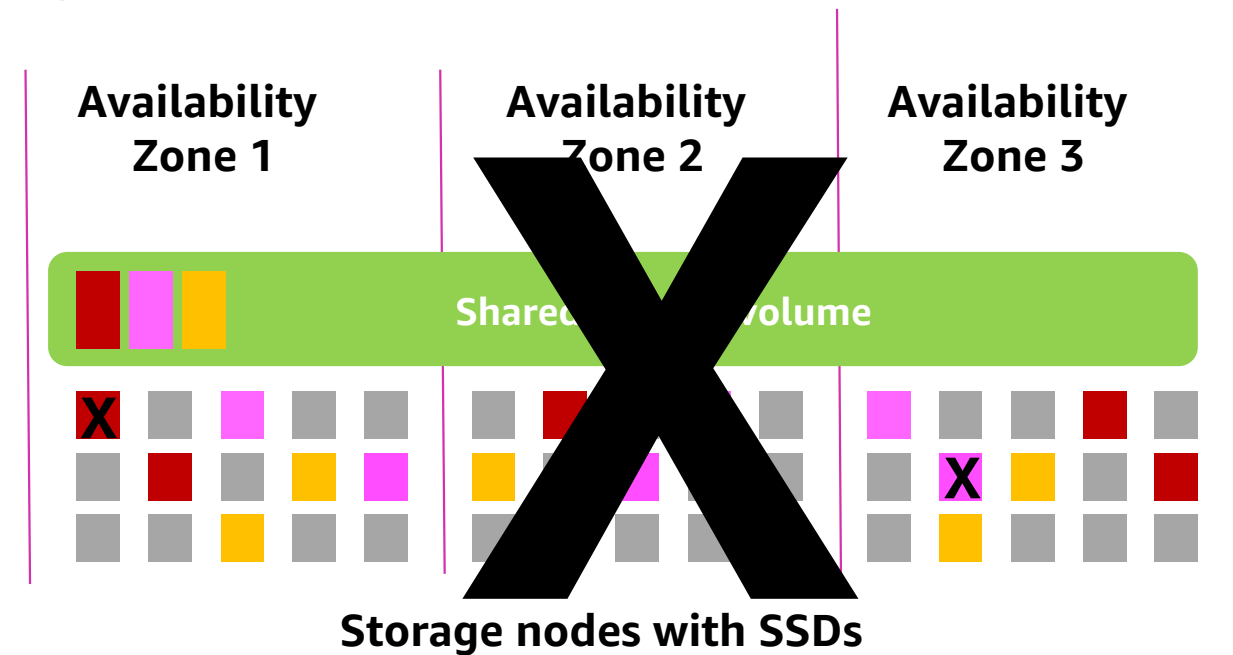 Availability
Zone 1
Availability
Zone 2
Availability
Zone 3
Shared volume
X
X
X
Storage nodes with SSDs